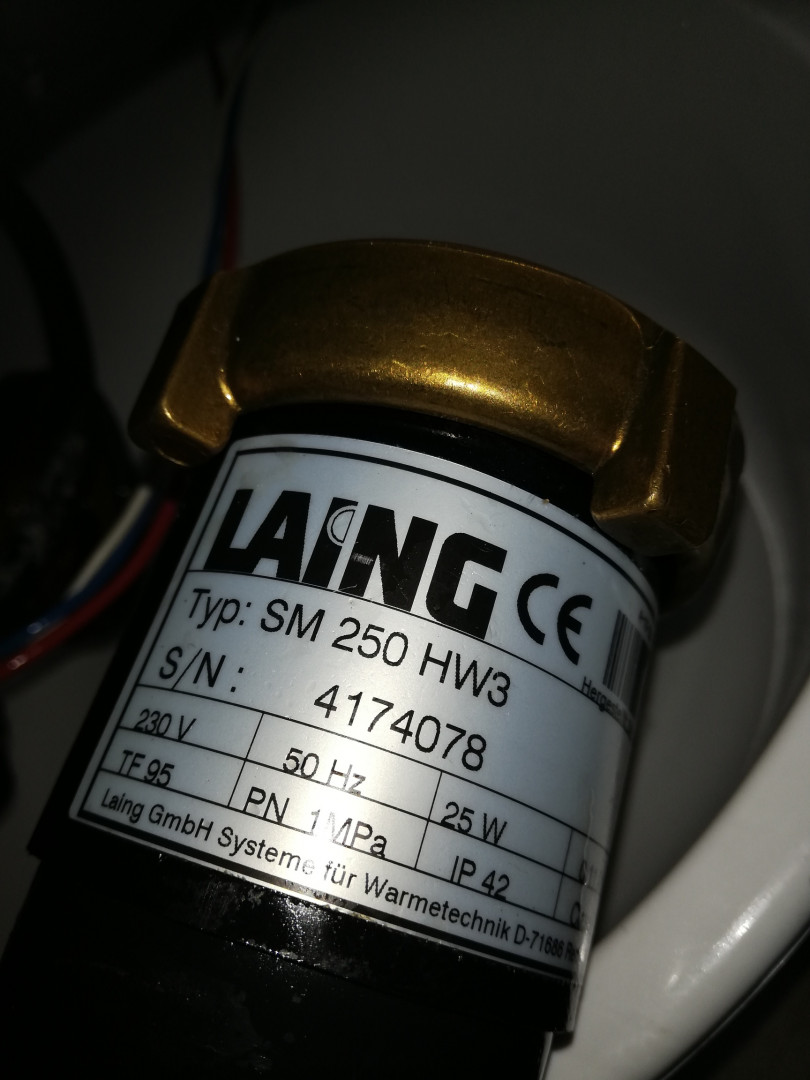 LAING CE
Typ: SM 250 HW3
S/N: 4174078
230 V 50 Hz 25 W
TF 95 PN 1MPa IP 42
Laing GmbH Systeme für Warmetechnik D-71686